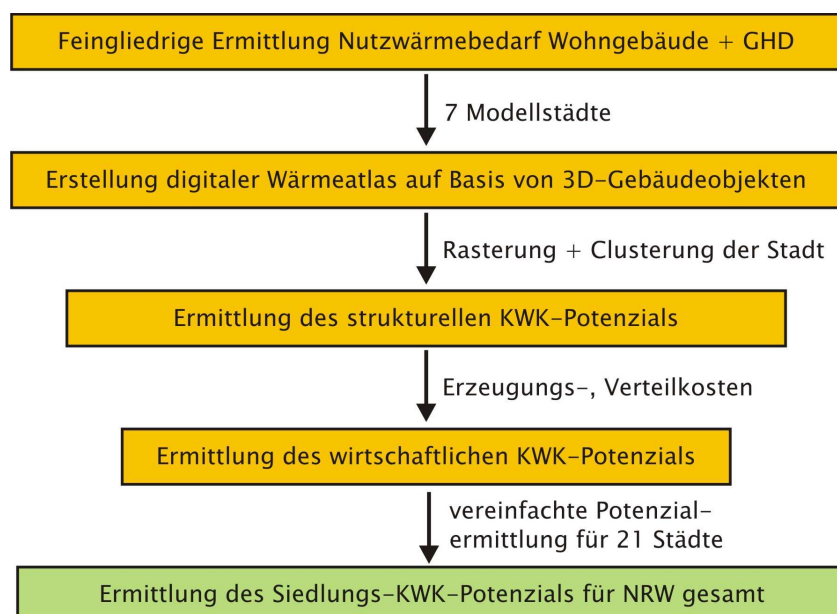 Feingliedrige Ermittlung Nutzwärmebedarf Wohngebäude + GHD
7 Modellstädte
Erstellung digitaler Wärmeatlas auf Basis von 3D-Gebäudeobjekten
Rasterung + Clusterung der Stadt
Ermittlung des strukturellen KWK-Potenzials
Erzeugungs-, Verteilkosten
Ermittlung des wirtschaftlichen KWK-Potenzials
vereinfachte Potenzial-
ermittlung für 21 Städte
Ermittlung des Siedlungs-KWK-Potenzials für NRW gesamt